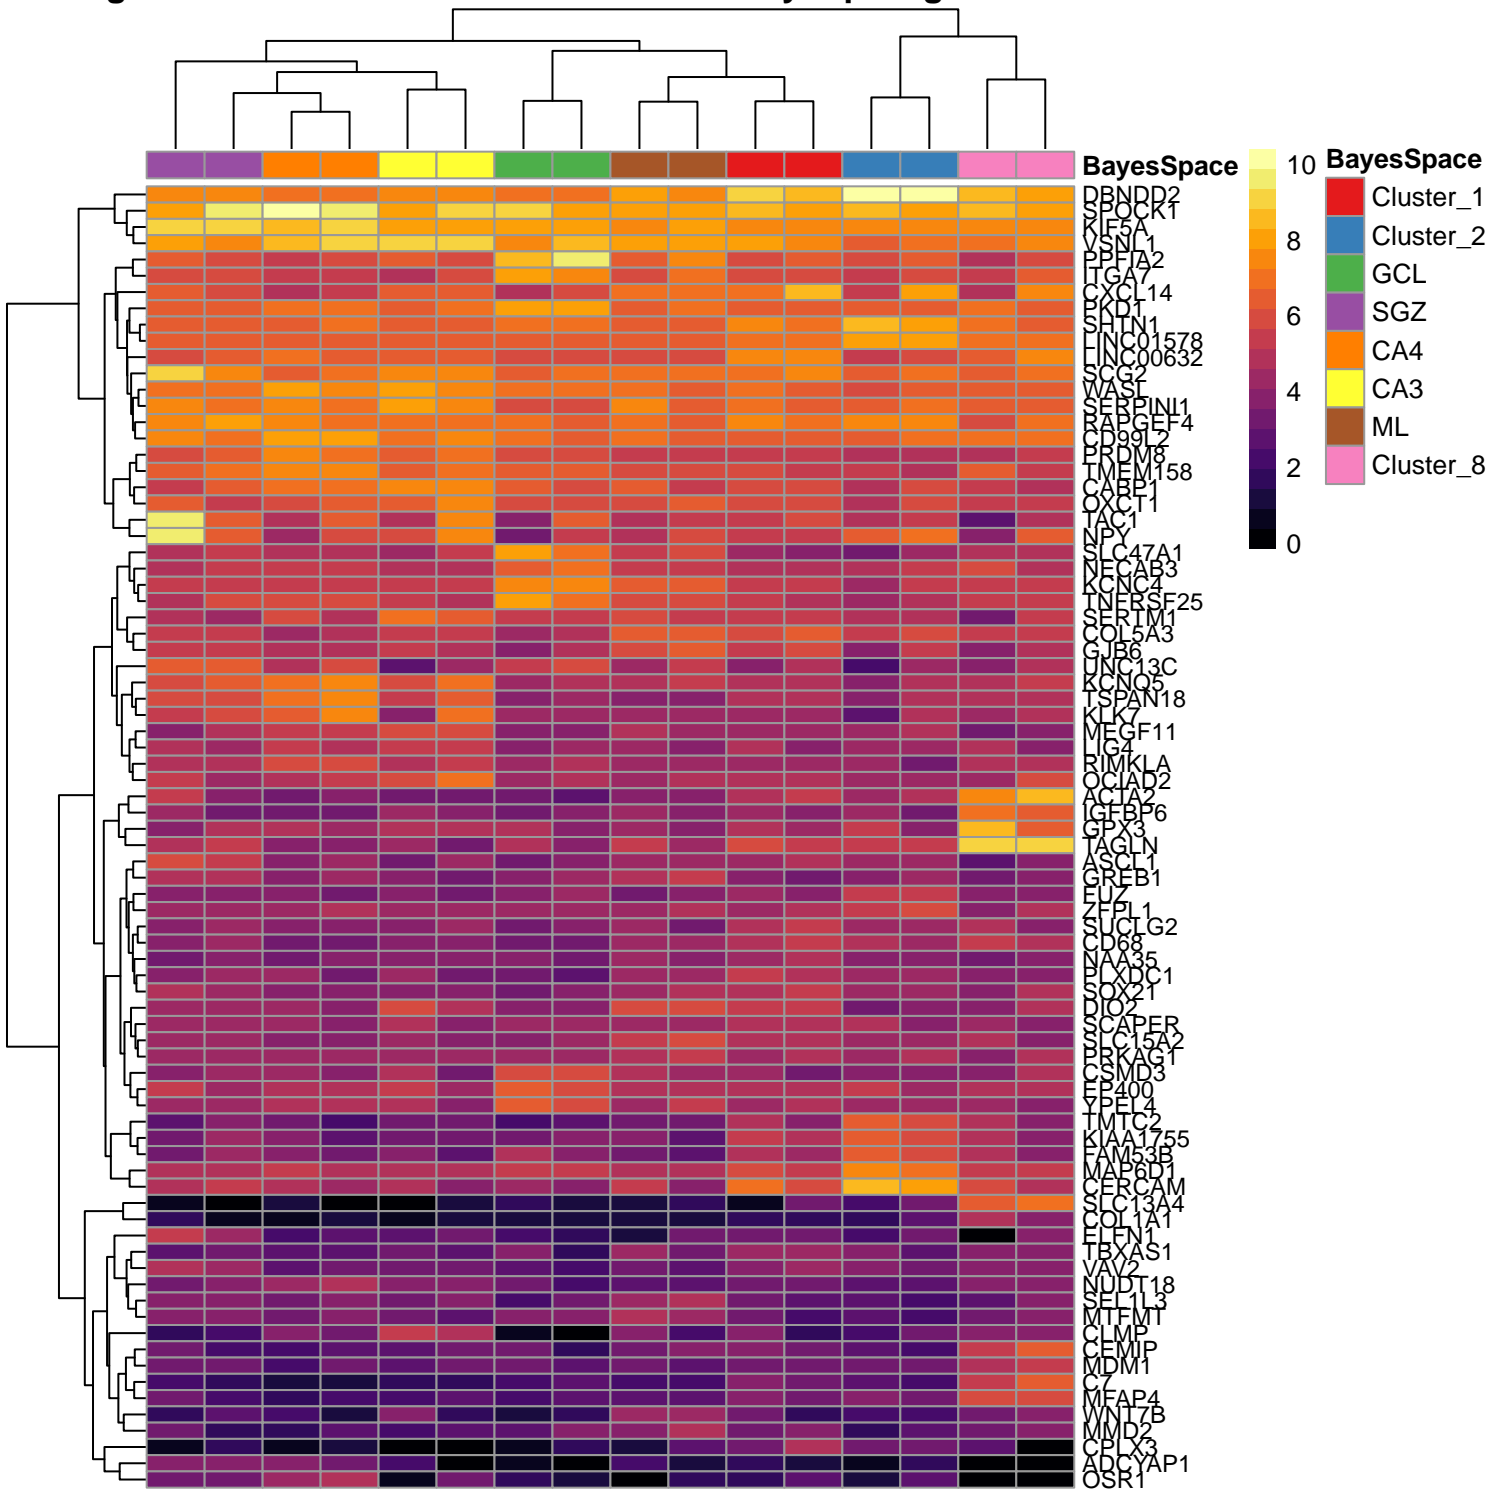 BayesSpace
DBNDD2
SPOCK1
KIF5A
VSNL1
PPFIA2
ITGA7
CXCL14
PKD1
SHTN1
LINC01578
LINC00632
SCG2
WASL
SERPINI1
RAPGEF4
CD99L2
PRDM8
TMEM158
CABP1
OXCT1
TAC1
NPY
SLC47A1
NECAB3
KCNC4
TNFRSF25
SERTM1
COL5A3
GJB6
UNC13C
KCNQ5
TSPAN18
KLK7
MEGF11
LIG4
RIMKLA
OCIAD2
ACTA2
IGFBP6
GPX3
TAGLN
ASCL1
GREB1
FUZ
ZFPL1
SUCLG2
CD68
NAA35
PLXDC1
SOX21
DIO2
SCAPER
SLC15A2
PRKAG1
CSMD3
EP400
YPEL4
TMTC2
KIAA1755
FAM53B
MAP6D1
CERCAM
SLC13A4
COL1A1
ELFN1
TBXAS1
VAV2
NUDT18
SEL1L3
MTFMT
CLMP
CEMIP
MDM1
C7
MFAP4
WNT7B
MMD2
CPLX3
ADCYAP1
OSR1
10
8
6
4
2
0
BayesSpace
Cluster_1
Cluster_2
GCL
SGZ
CA4
CA3
ML
Cluster_8